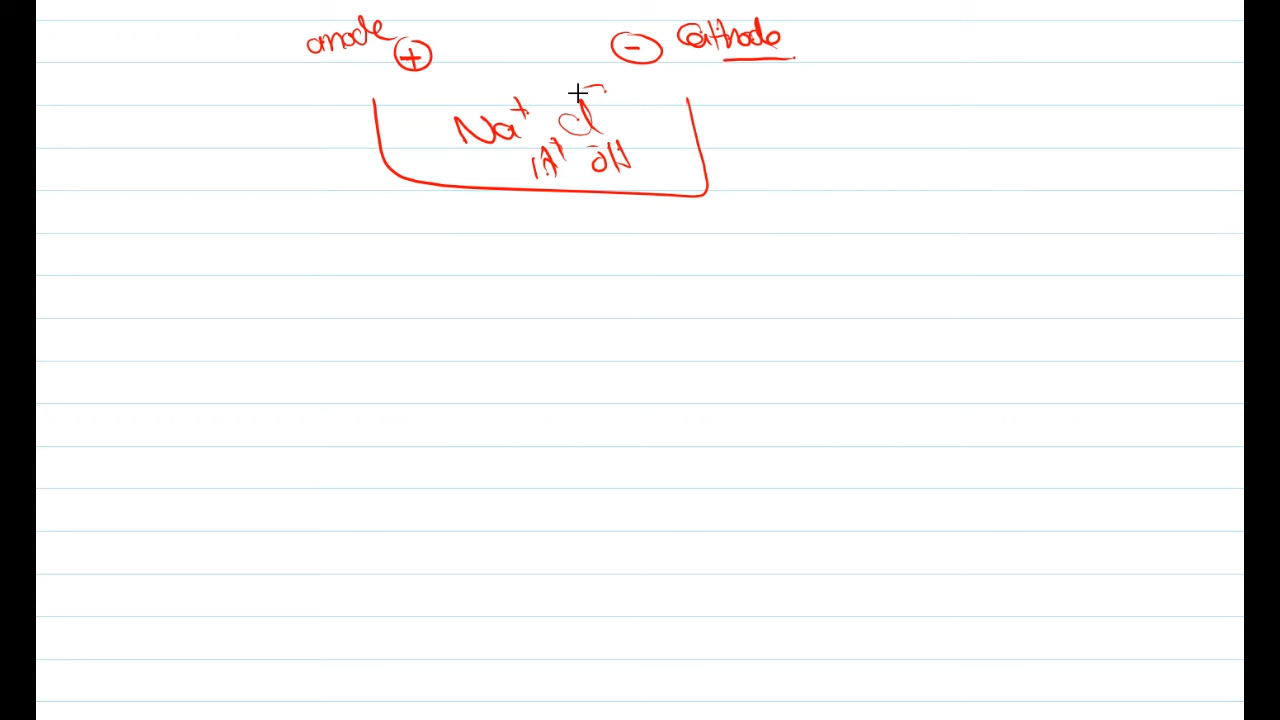 anode + - Cathode
Na⁺ Cl⁻
H⁺ OH